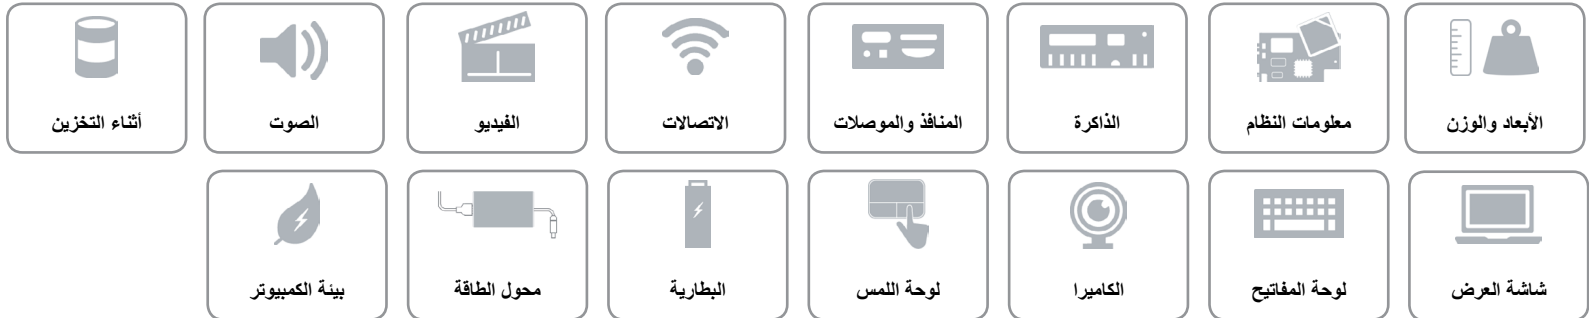 الأبعاد والوزن
معلومات النظام
الذاكرة
المنافذ والموصلات
الاتصالات
الفيديو
الصوت
أثناء التخزين
شاشة العرض
لوحة المفاتيح
الكاميرا
لوحة اللمس
البطارية
محول الطاقة
بيئة الكمبيوتر